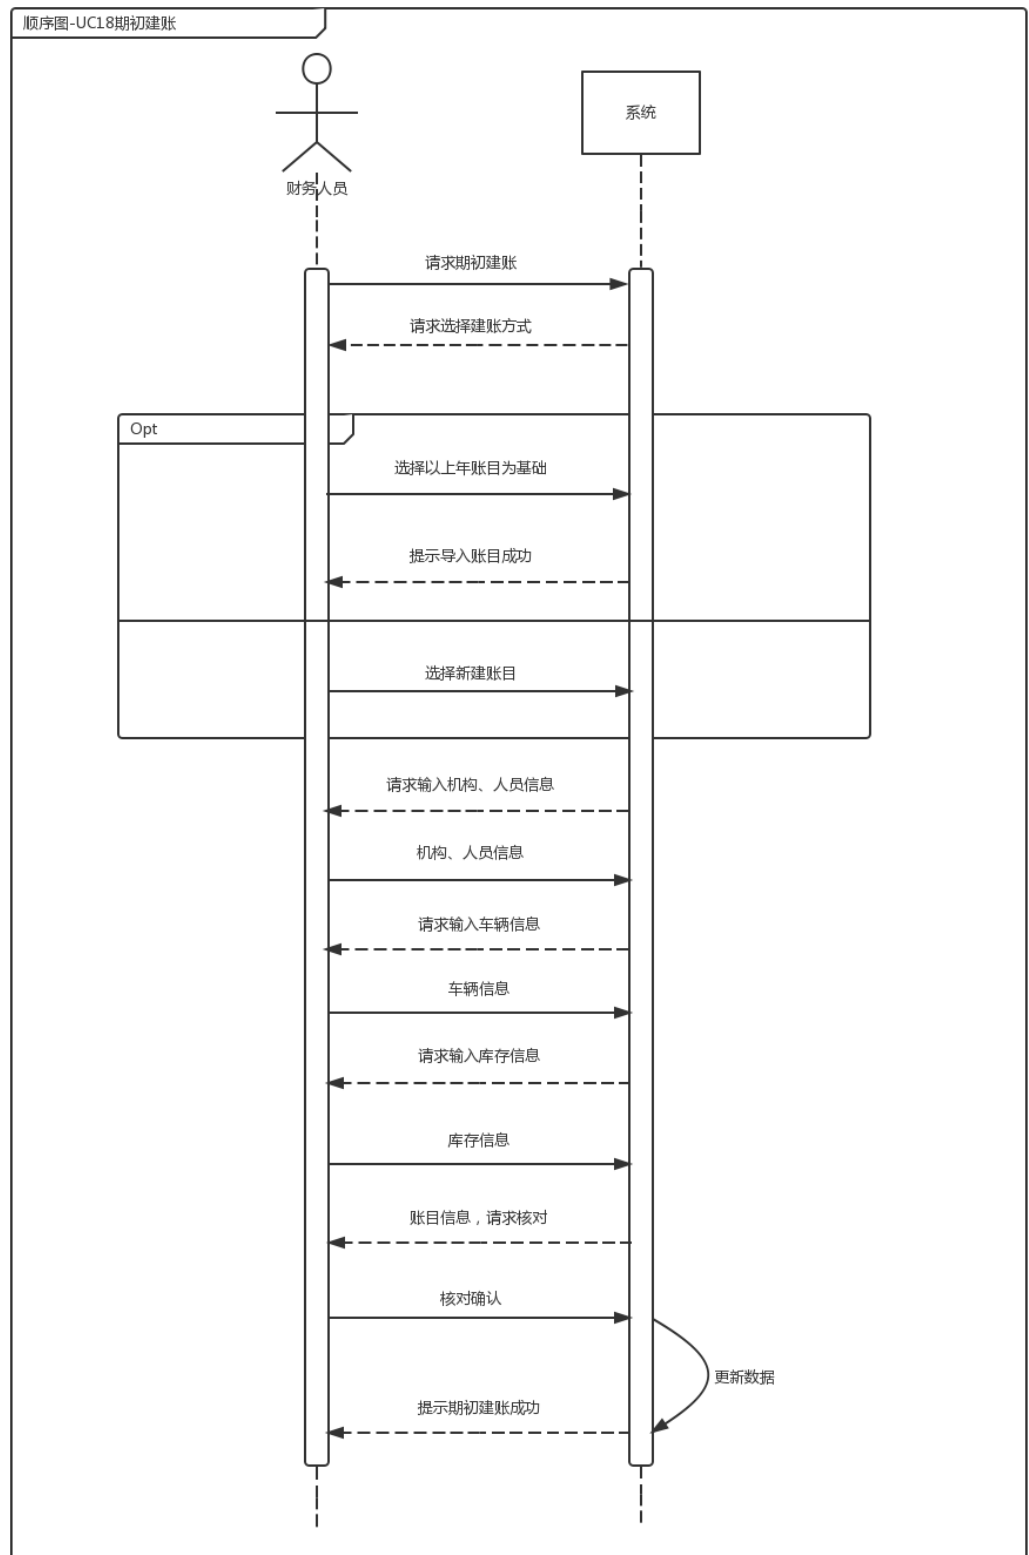 顺序图-UC18期初建账
系统
财务人员
请求期初建账
请求选择建账方式
Opt
选择以上年账目为基础
提示导入账目成功
选择新建账目
请求输入机构、人员信息
机构、人员信息
请求输入车辆信息
车辆信息
请求输入库存信息
库存信息
账目信息，请求核对
核对确认
更新数据
提示期初建账成功